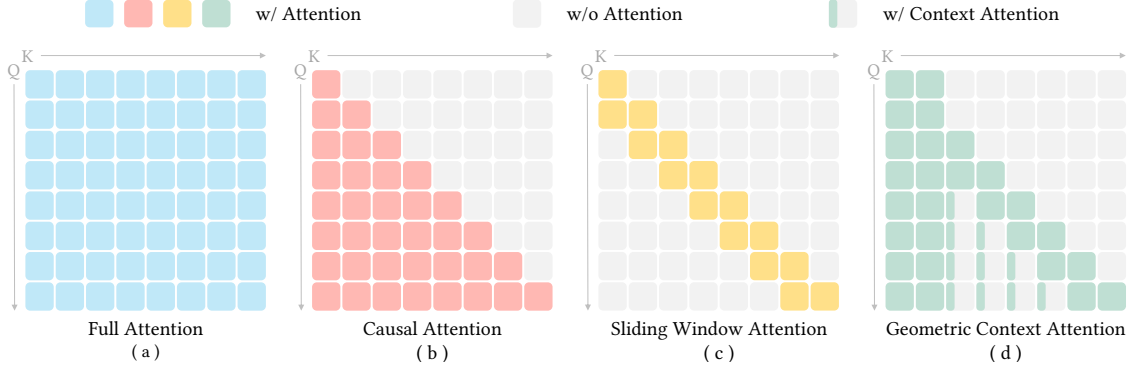 w/ Attention w/o Attention w/ Context Attention
K K K K
Q Q Q Q
Full Attention Causal Attention Sliding Window Attention Geometric Context Attention
( a ) ( b ) ( c ) ( d )